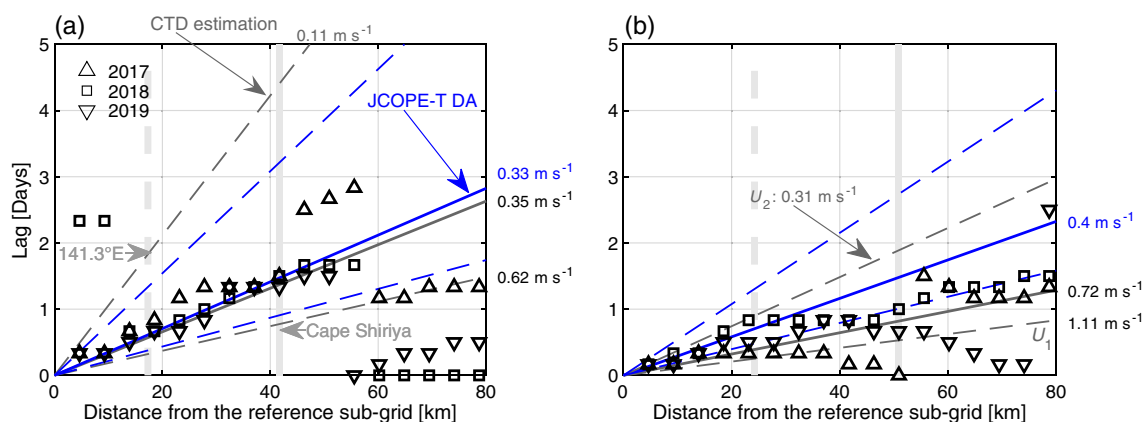 (a)
CTD estimation
0.11 m s⁻¹
2017
2018
2019
JCOPE-T DA
0.33 m s⁻¹
0.35 m s⁻¹
0.62 m s⁻¹
141.3°E
Cape Shiriya
Lag [Days]
5
4
3
2
1
0
0 20 40 60 80
Distance from the reference sub-grid [km]
(b)
U₂: 0.31 m s⁻¹
0.4 m s⁻¹
0.72 m s⁻¹
1.11 m s⁻¹
U₁
5
4
3
2
1
0
0 20 40 60 80
Distance from the reference sub-grid [km]